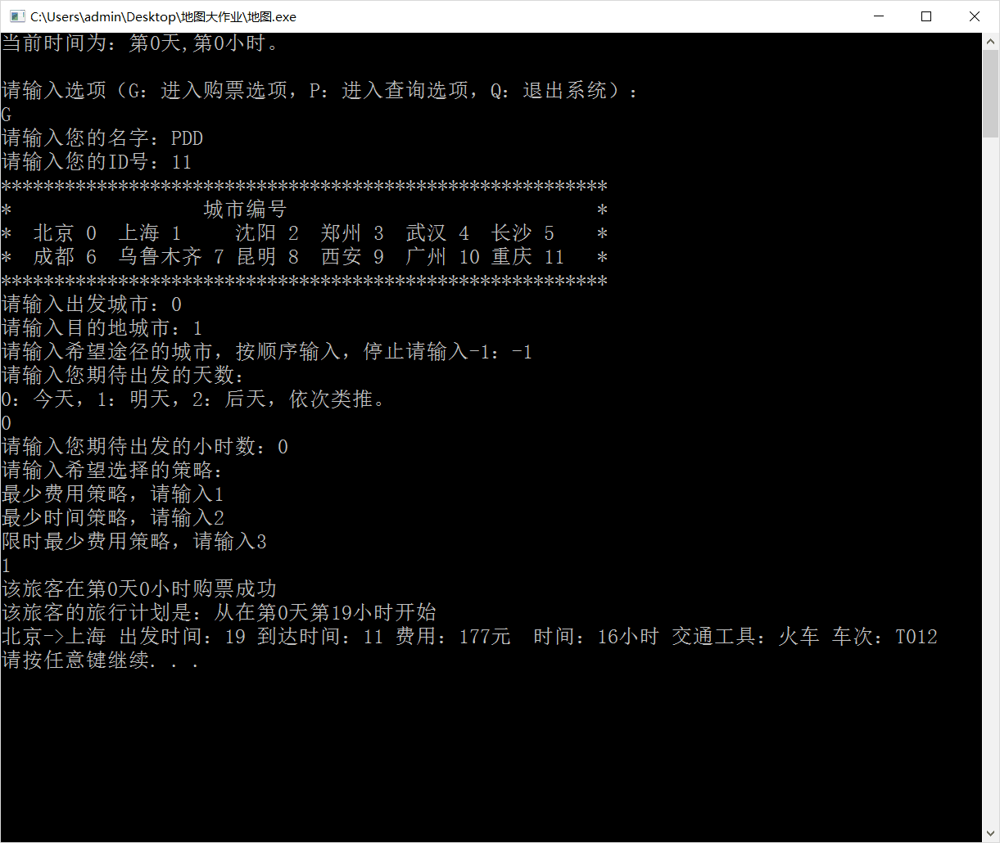 C:\Users\admin\Desktop\地图大作业\地图.exe
当前时间为：第0天,第0小时。
请输入选项（G：进入购票选项，P：进入查询选项，Q：退出系统）：
G
请输入您的名字：PDD
请输入您的ID号：11
*********************************************************
*                  城市编号                             *
*  北京 0  上海 1     沈阳 2  郑州 3  武汉 4  长沙 5    *
*  成都 6  乌鲁木齐 7 昆明 8  西安 9  广州 10 重庆 11   *
*********************************************************
请输入出发城市：0
请输入目的地城市：1
请输入希望途径的城市，按顺序输入，停止请输入-1：-1
请输入您期待出发的天数：
0：今天，1：明天，2：后天，依次类推。
0
请输入您期待出发的小时数：0
请输入希望选择的策略：
最少费用策略，请输入1
最少时间策略，请输入2
限时最少费用策略，请输入3
1
该旅客在第0天0小时购票成功
该旅客的旅行计划是：从在第0天第19小时开始
北京->上海 出发时间：19 到达时间：11 费用：177元  时间：16小时 交通工具：火车 车次：T012
请按任意键继续. . .